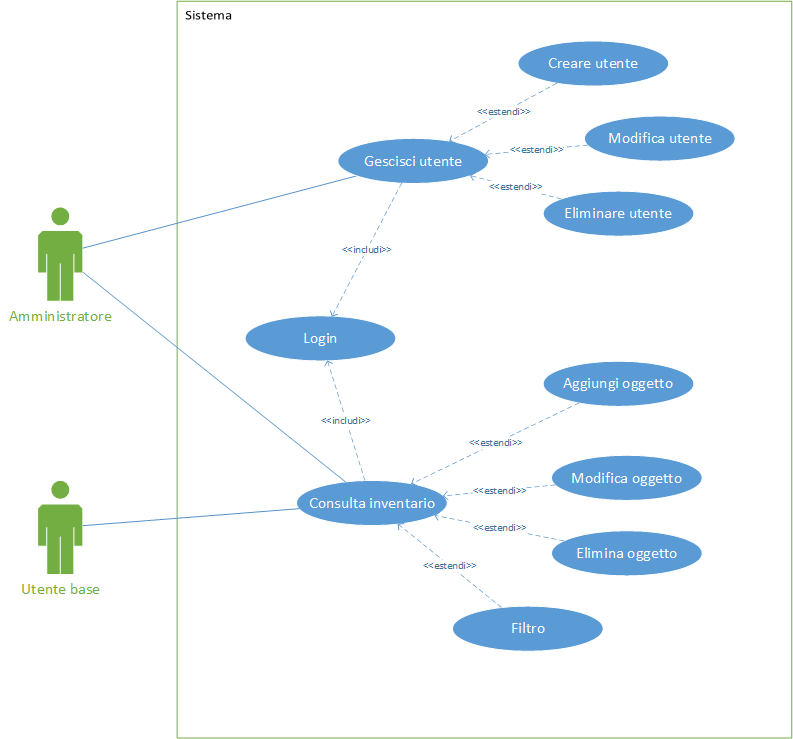 Sistema
Creare utente
<<estendi>>
Modifica utente
<<estendi>>
Gescisci utente
<<estendi>>
Eliminare utente
<<includi>>
Amministratore
Login
Aggiungi oggetto
<<includi>>
<<estendi>>
Modifica oggetto
<<estendi>>
Consulta inventario
<<estendi>>
Elimina oggetto
<<estendi>>
Utente base
Filtro